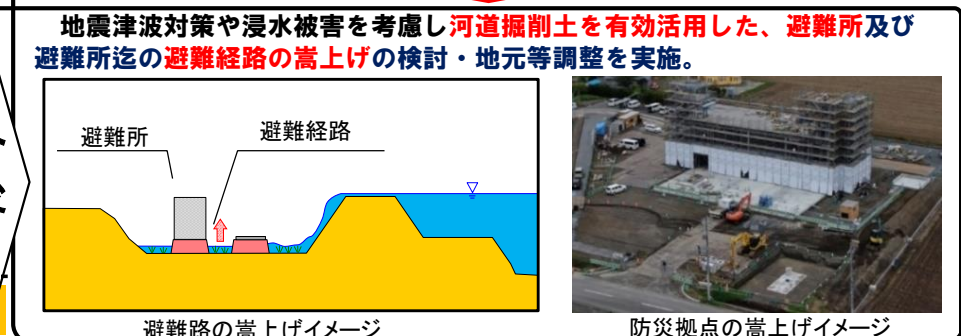 地震津波対策や浸水被害を考慮し河道掘削土を有効活用した、避難所及び
避難所迄の避難経路の嵩上げの検討・地元等調整を実施。
避難所
避難経路
避難路の嵩上げイメージ
防災拠点の嵩上げイメージ